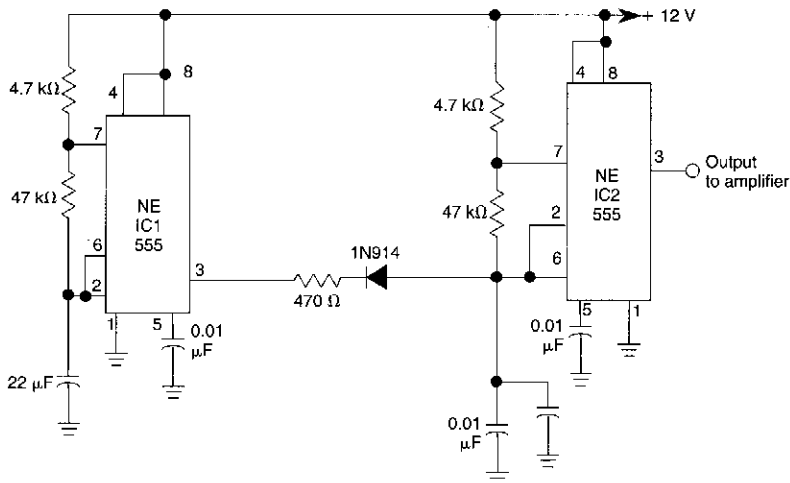 + 12 V
4.7 kΩ
4
8
7
47 kΩ
NE
IC1
555
6
2
3
1
5
0.01
µF
22 µF
470 Ω
1N914
4.7 kΩ
4
8
7
47 kΩ
NE
IC2
555
2
6
3
Output
to amplifier
5
1
0.01
µF
0.01
µF